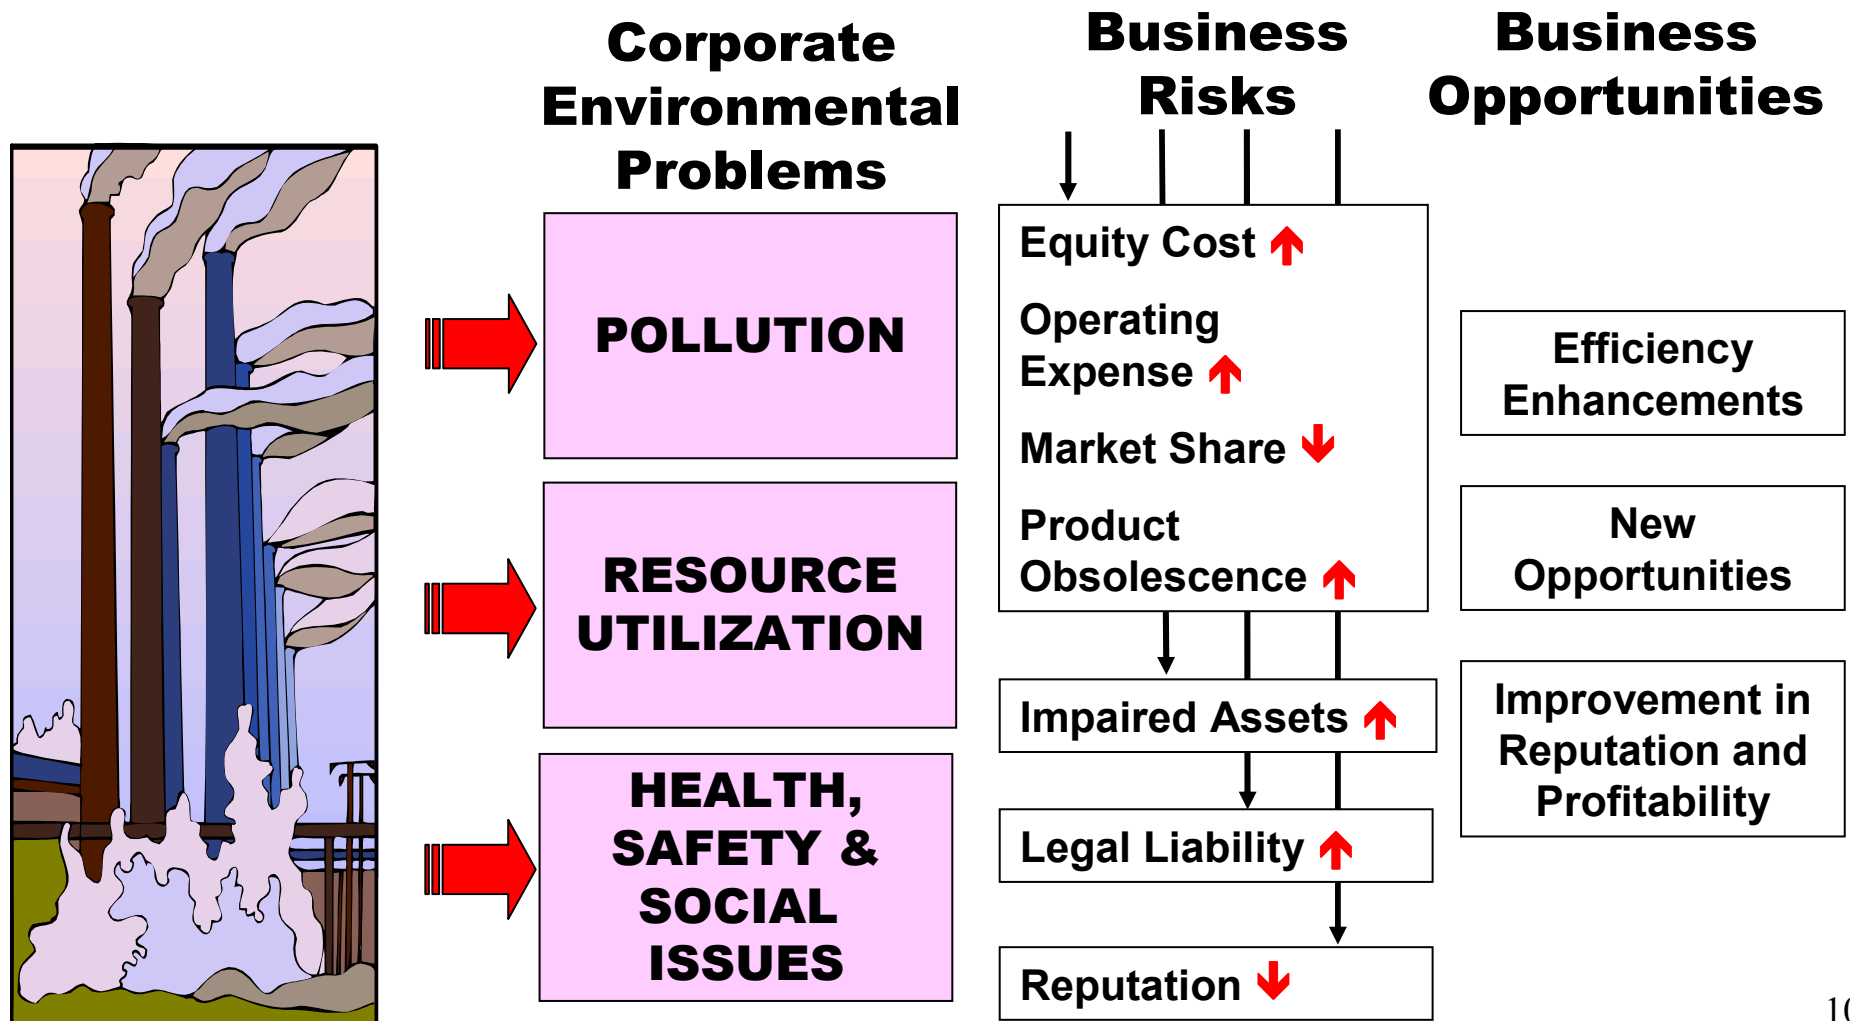 Corporate
Environmental
Problems
POLLUTION
RESOURCE
UTILIZATION
HEALTH,
SAFETY &
SOCIAL
ISSUES
Business
Risks
Equity Cost
Operating
Expense
Market Share
Product
Obsolescence
Impaired Assets
Legal Liability
Reputation
Business
Opportunities
Efficiency
Enhancements
New
Opportunities
Improvement in
Reputation and
Profitability